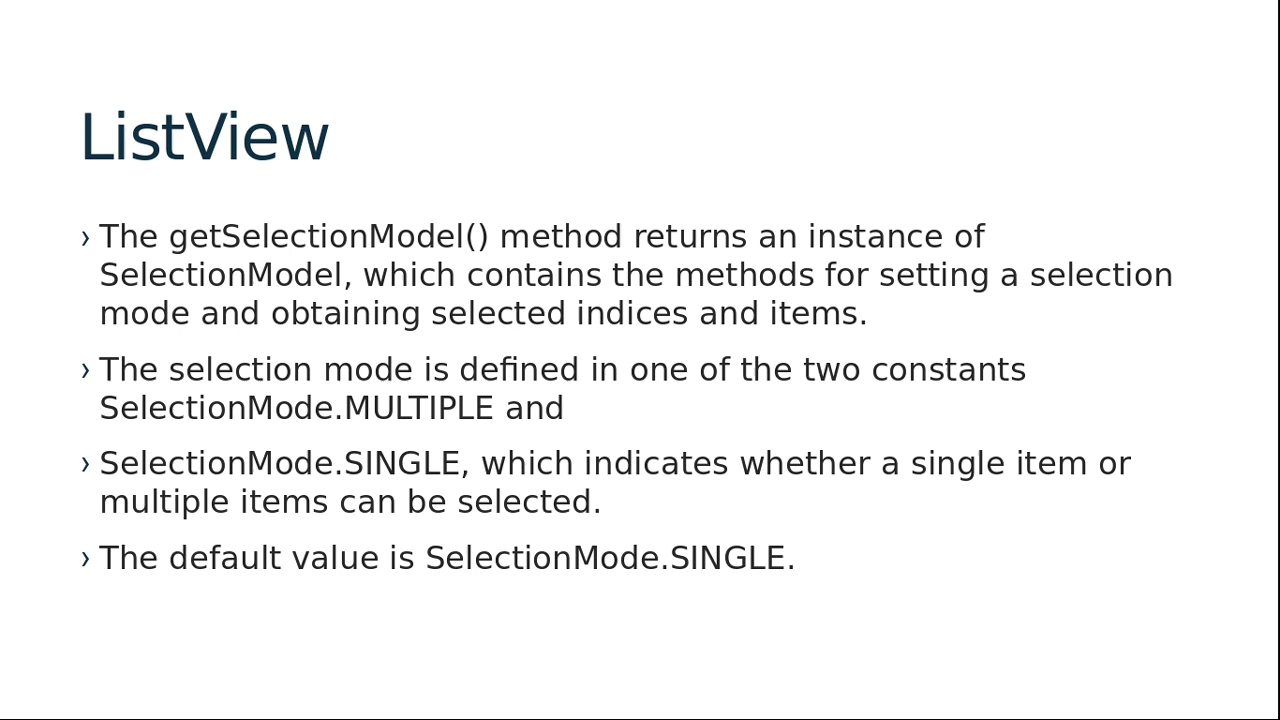 ListView
› The getSelectionModel() method returns an instance of
SelectionModel, which contains the methods for setting a selection
mode and obtaining selected indices and items.
› The selection mode is defined in one of the two constants
SelectionMode.MULTIPLE and
› SelectionMode.SINGLE, which indicates whether a single item or
multiple items can be selected.
› The default value is SelectionMode.SINGLE.